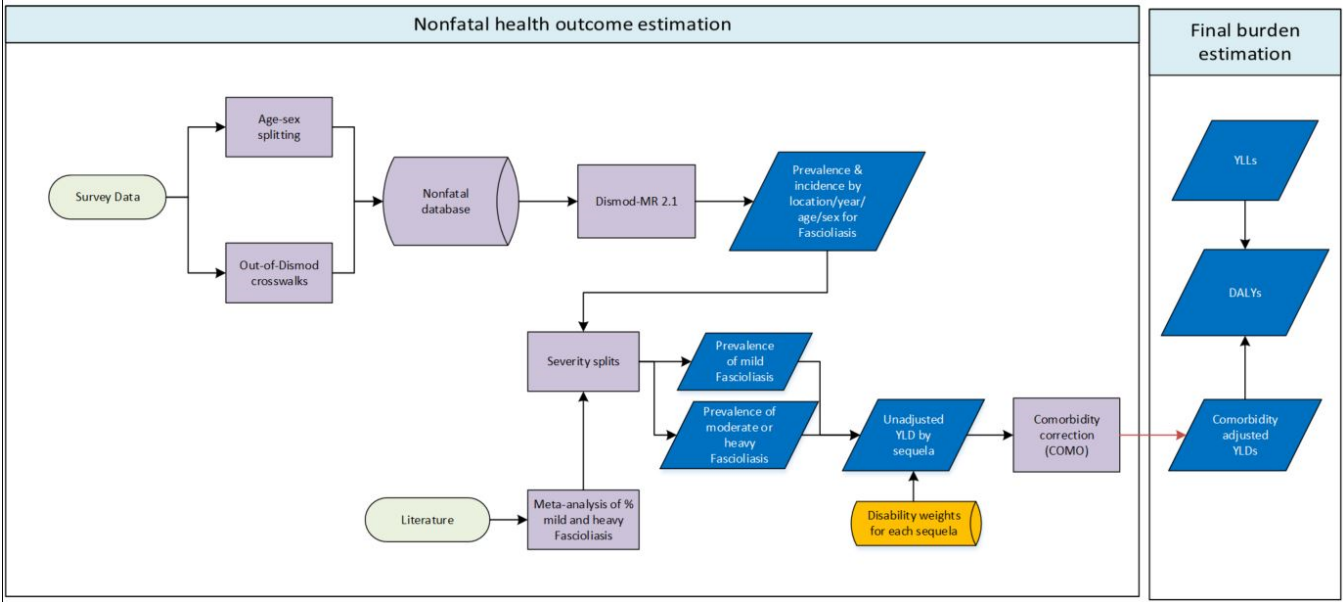 Nonfatal health outcome estimation
Final burden
estimation
Age-sex
splitting
Survey Data
Out-of-Dismod
crosswalks
Nonfatal
database
Dismod-MR 2.1
Prevalence &
incidence by
location/year/
age/sex for
Fascioliasis
Severity splits
Prevalence
of mild
Fascioliasis
Prevalence of
moderate or
heavy
Fascioliasis
Literature
Meta-analysis of %
mild and heavy
Fascioliasis
Unadjusted
YLD by
sequela
Disability weights
for each sequela
Comorbidity
correction
(COMO)
YLLs
DALYs
Comorbidity
adjusted
YLDs